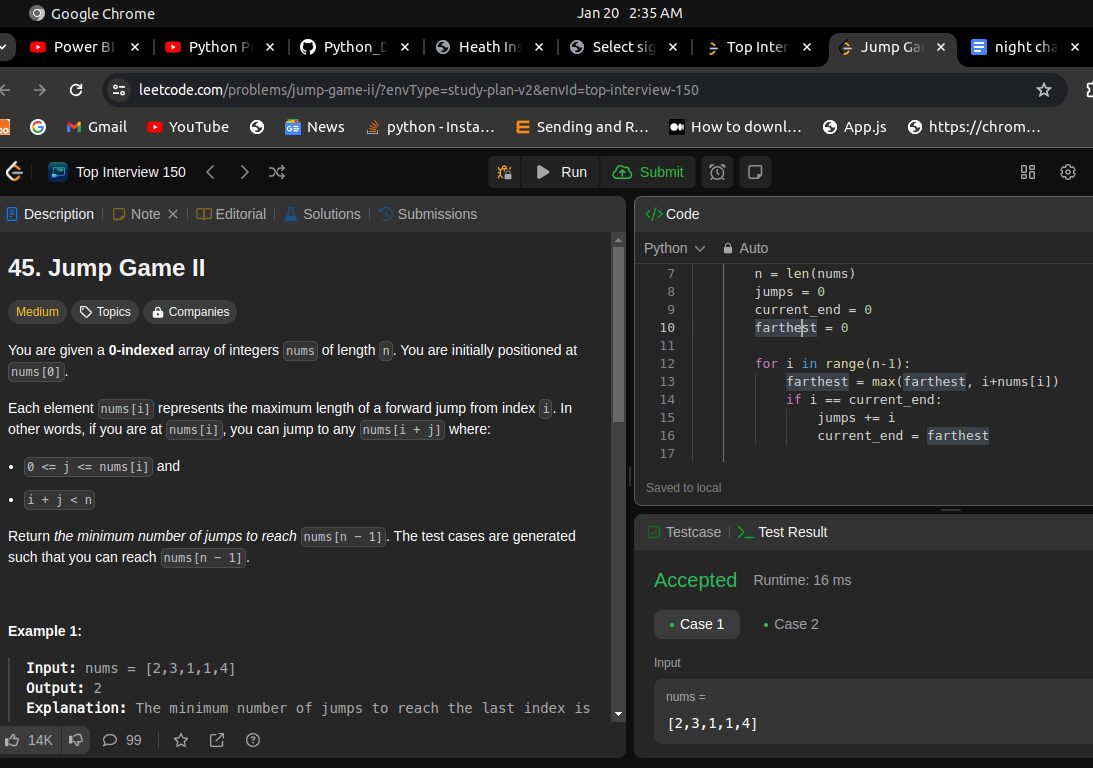 Google Chrome
Jan 20 2:35 AM
Power BI
Python P
Python_D
Heath Ins
Select sig
Top Inter
Jump Ga
night cha
leetcode.com/problems/jump-game-ii/?envType=study-plan-v2&envId=top-interview-150
Gmail
YouTube
News
python - Insta...
Sending and R...
How to downl...
App.js
https://chrom...
Top Interview 150
Run
Submit
Description
Note
Editorial
Solutions
Submissions
45. Jump Game II
Medium
Topics
Companies
You are given a 0-indexed array of integers nums of length n. You are initially positioned at
nums[0].
Each element nums[i] represents the maximum length of a forward jump from index i. In
other words, if you are at nums[i], you can jump to any nums[i + j] where:
• 0 <= j <= nums[i] and
• i + j < n
Return the minimum number of jumps to reach nums[n - 1]. The test cases are generated
such that you can reach nums[n - 1].
Example 1:
Input: nums = [2,3,1,1,4]
Output: 2
Explanation: The minimum number of jumps to reach the last index is
14K
99
Code
Python
Auto
7 n = len(nums)
8 jumps = 0
9 current_end = 0
10 farthest = 0
11
12 for i in range(n-1):
13 farthest = max(farthest, i+nums[i])
14 if i == current_end:
15 jumps += i
16 current_end = farthest
17
Saved to local
Testcase
Test Result
Accepted
Runtime: 16 ms
• Case 1
• Case 2
Input
nums =
[2,3,1,1,4]